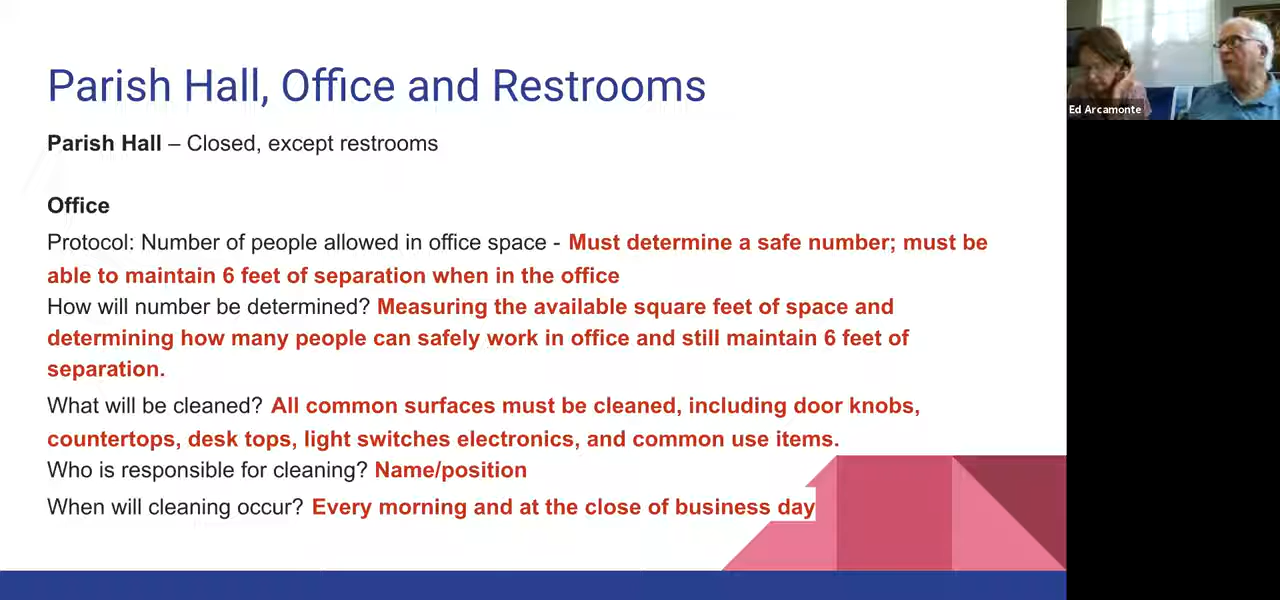 Parish Hall, Office and Restrooms
Parish Hall – Closed, except restrooms
Office
Protocol: Number of people allowed in office space - Must determine a safe number; must be
able to maintain 6 feet of separation when in the office
How will number be determined? Measuring the available square feet of space and
determining how many people can safely work in office and still maintain 6 feet of
separation.
What will be cleaned? All common surfaces must be cleaned, including door knobs,
countertops, desk tops, light switches electronics, and common use items.
Who is responsible for cleaning? Name/position
When will cleaning occur? Every morning and at the close of business day
Ed Arcamonte